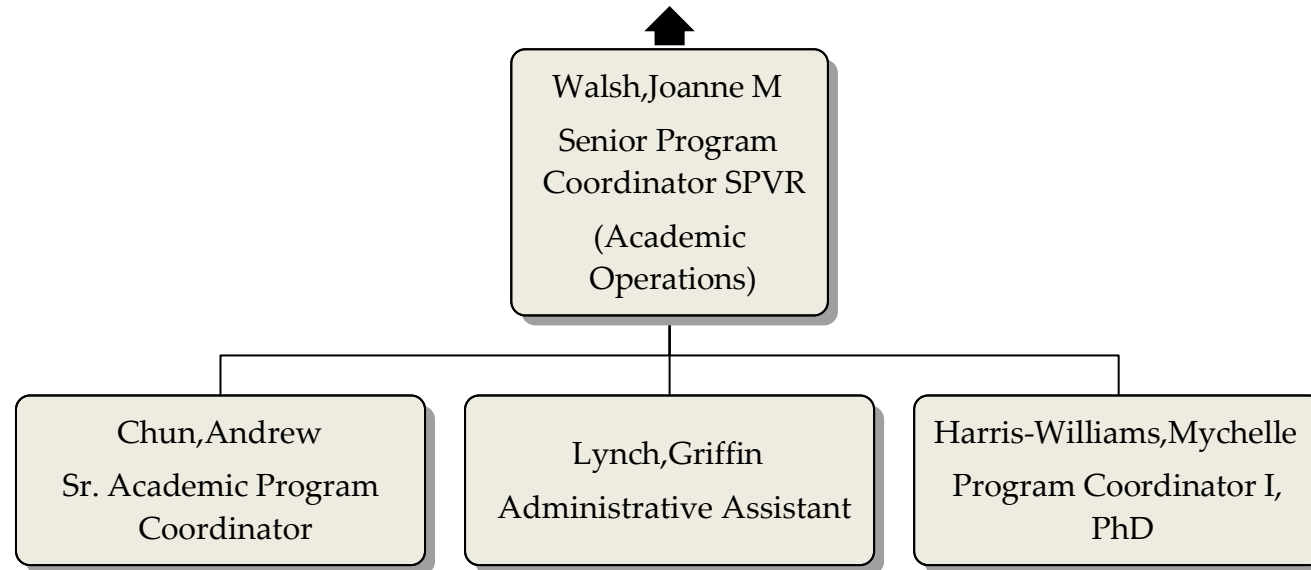 Walsh,Joanne M
Senior Program
Coordinator SPVR
(Academic
Operations)
Chun,Andrew
Sr. Academic Program
Coordinator
Lynch,Griffin
Administrative Assistant
Harris-Williams,Mychelle
Program Coordinator I,
PhD